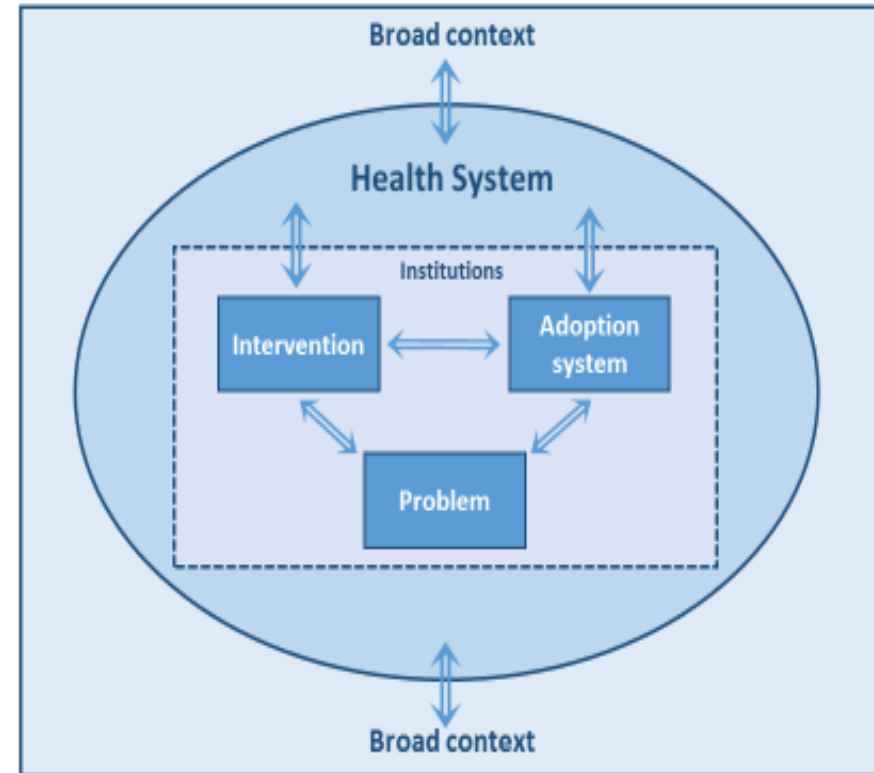 Broad context
Health System
Institutions
Intervention
Adoption
system
Problem
Broad context